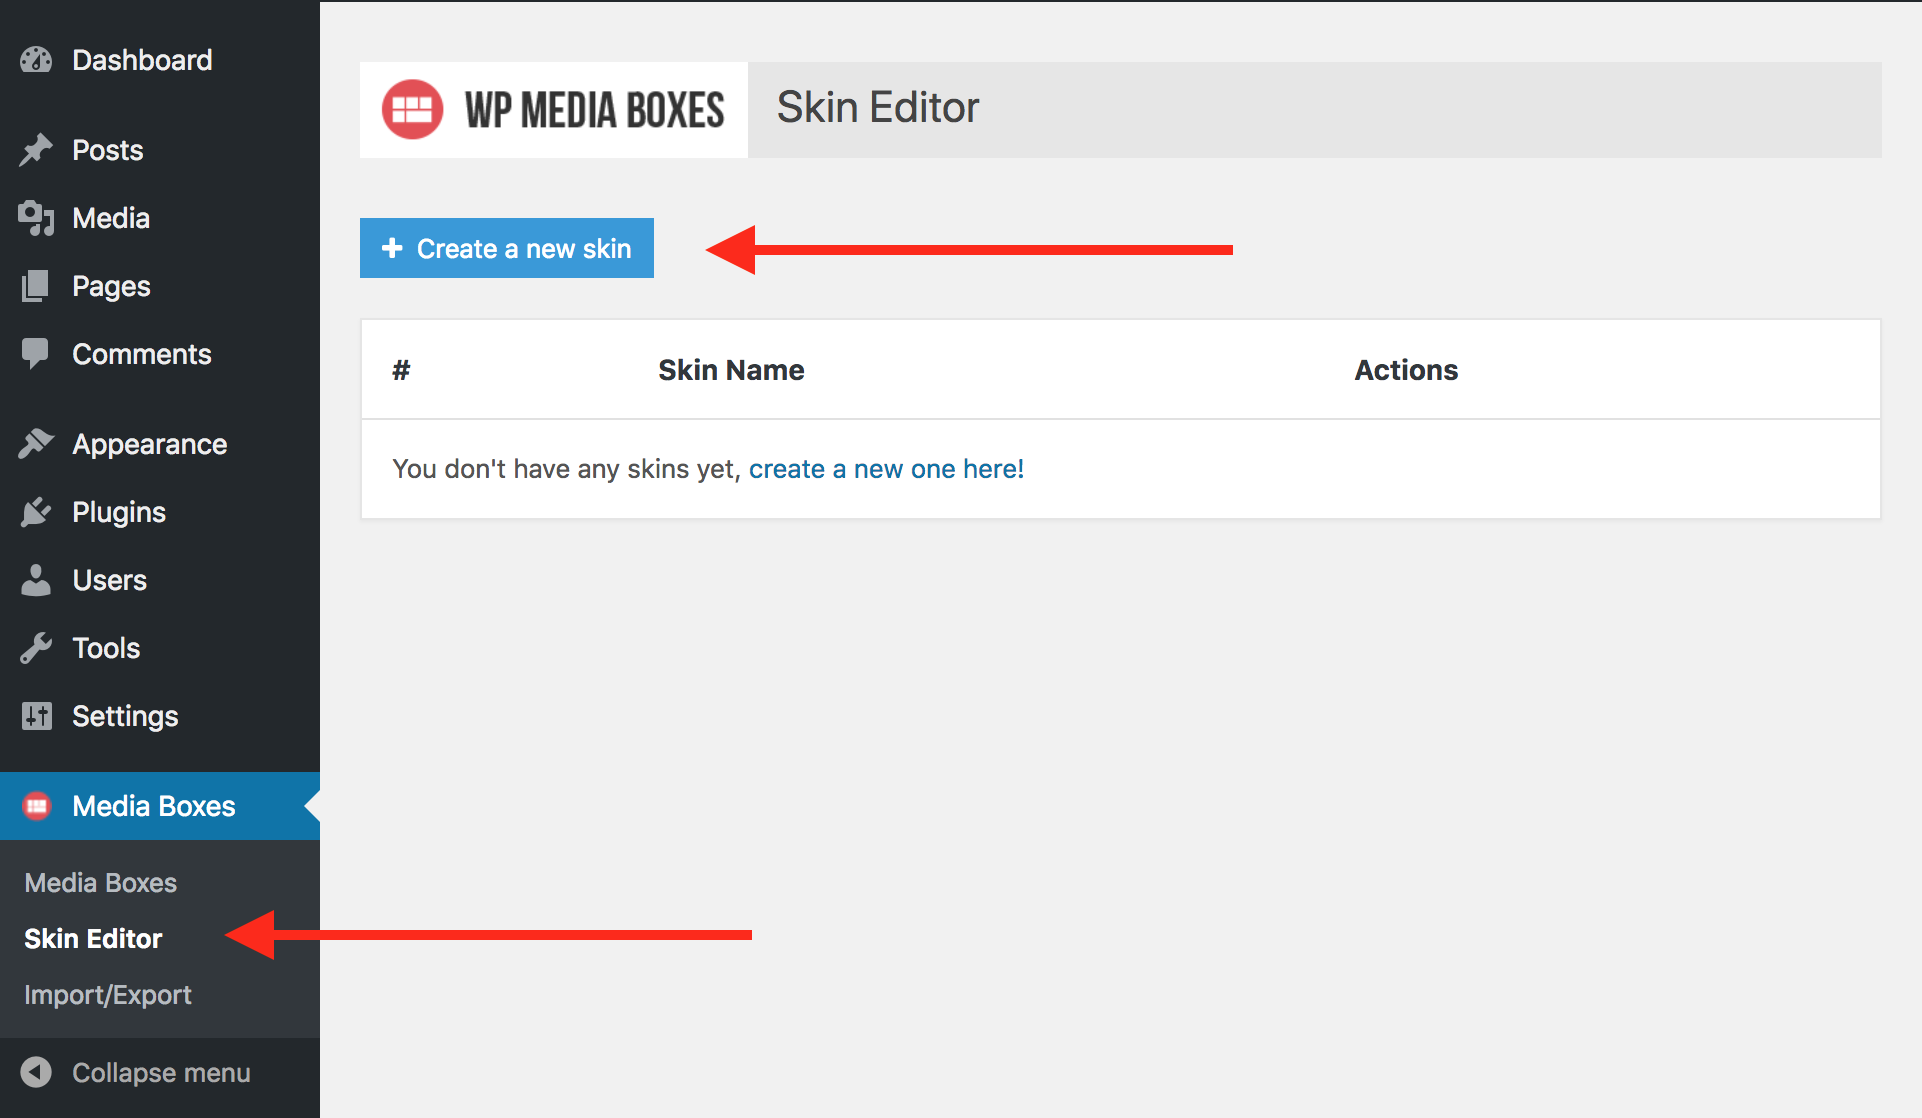 Dashboard
Posts
Media
Pages
Comments
Appearance
Plugins
Users
Tools
Settings
Media Boxes
Media Boxes
Skin Editor
Import/Export
Collapse menu
WP MEDIA BOXES
Skin Editor
+ Create a new skin
# Skin Name Actions
You don't have any skins yet, create a new one here!